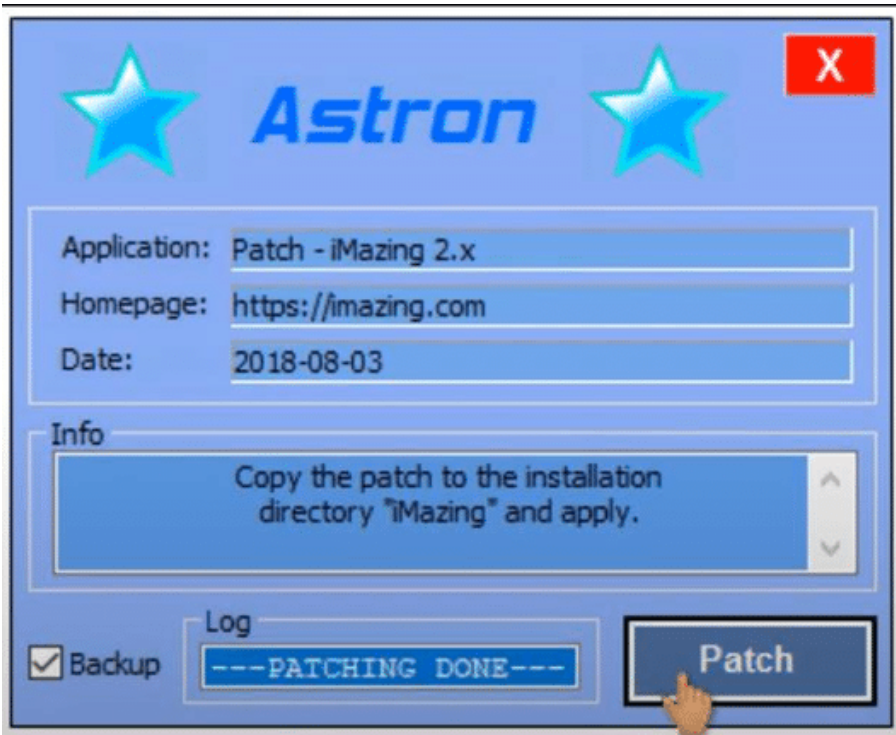 Astron
X
Application: Patch - iMazing 2.x
Homepage: https://imazing.com
Date: 2018-08-03
Info
Copy the patch to the installation
directory "iMazing" and apply.
Log
Backup
---PATCHING DONE---
Patch